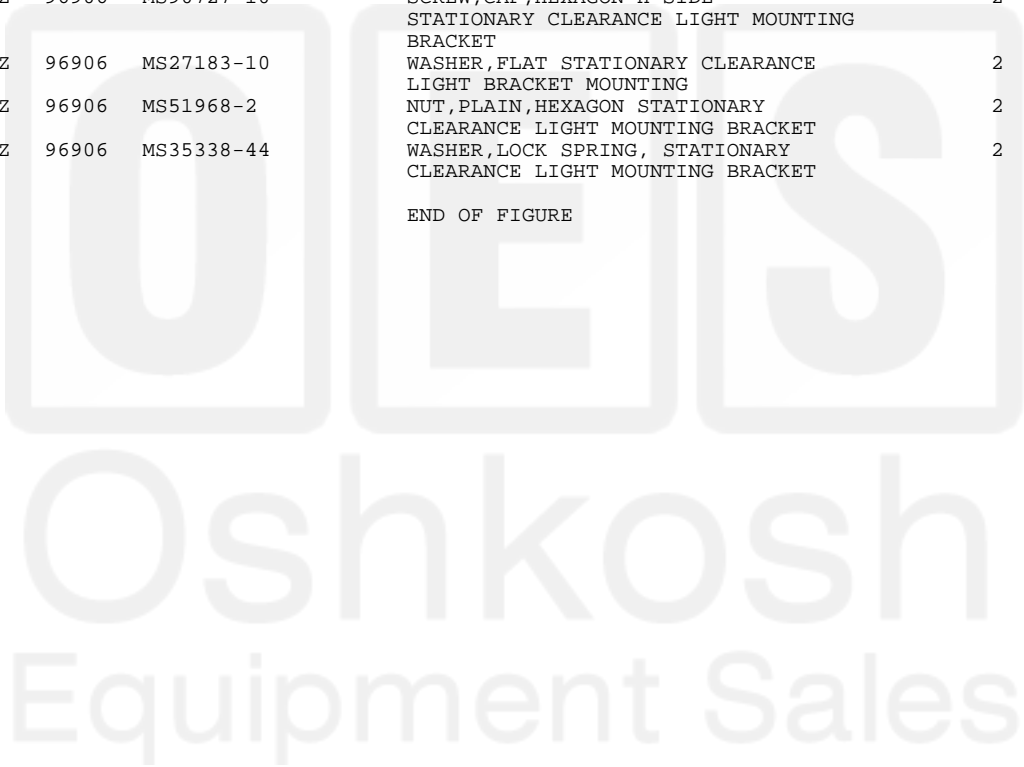 STATIONARY CLEARANCE LIGHT MOUNTING
BRACKET
Z 96906 MS27183-10 WASHER,FLAT STATIONARY CLEARANCE 2
LIGHT BRACKET MOUNTING
Z 96906 MS51968-2 NUT,PLAIN,HEXAGON STATIONARY 2
CLEARANCE LIGHT MOUNTING BRACKET
Z 96906 MS35338-44 WASHER,LOCK SPRING, STATIONARY 2
CLEARANCE LIGHT MOUNTING BRACKET
END OF FIGURE
OES
Oshkosh
Equipment Sales